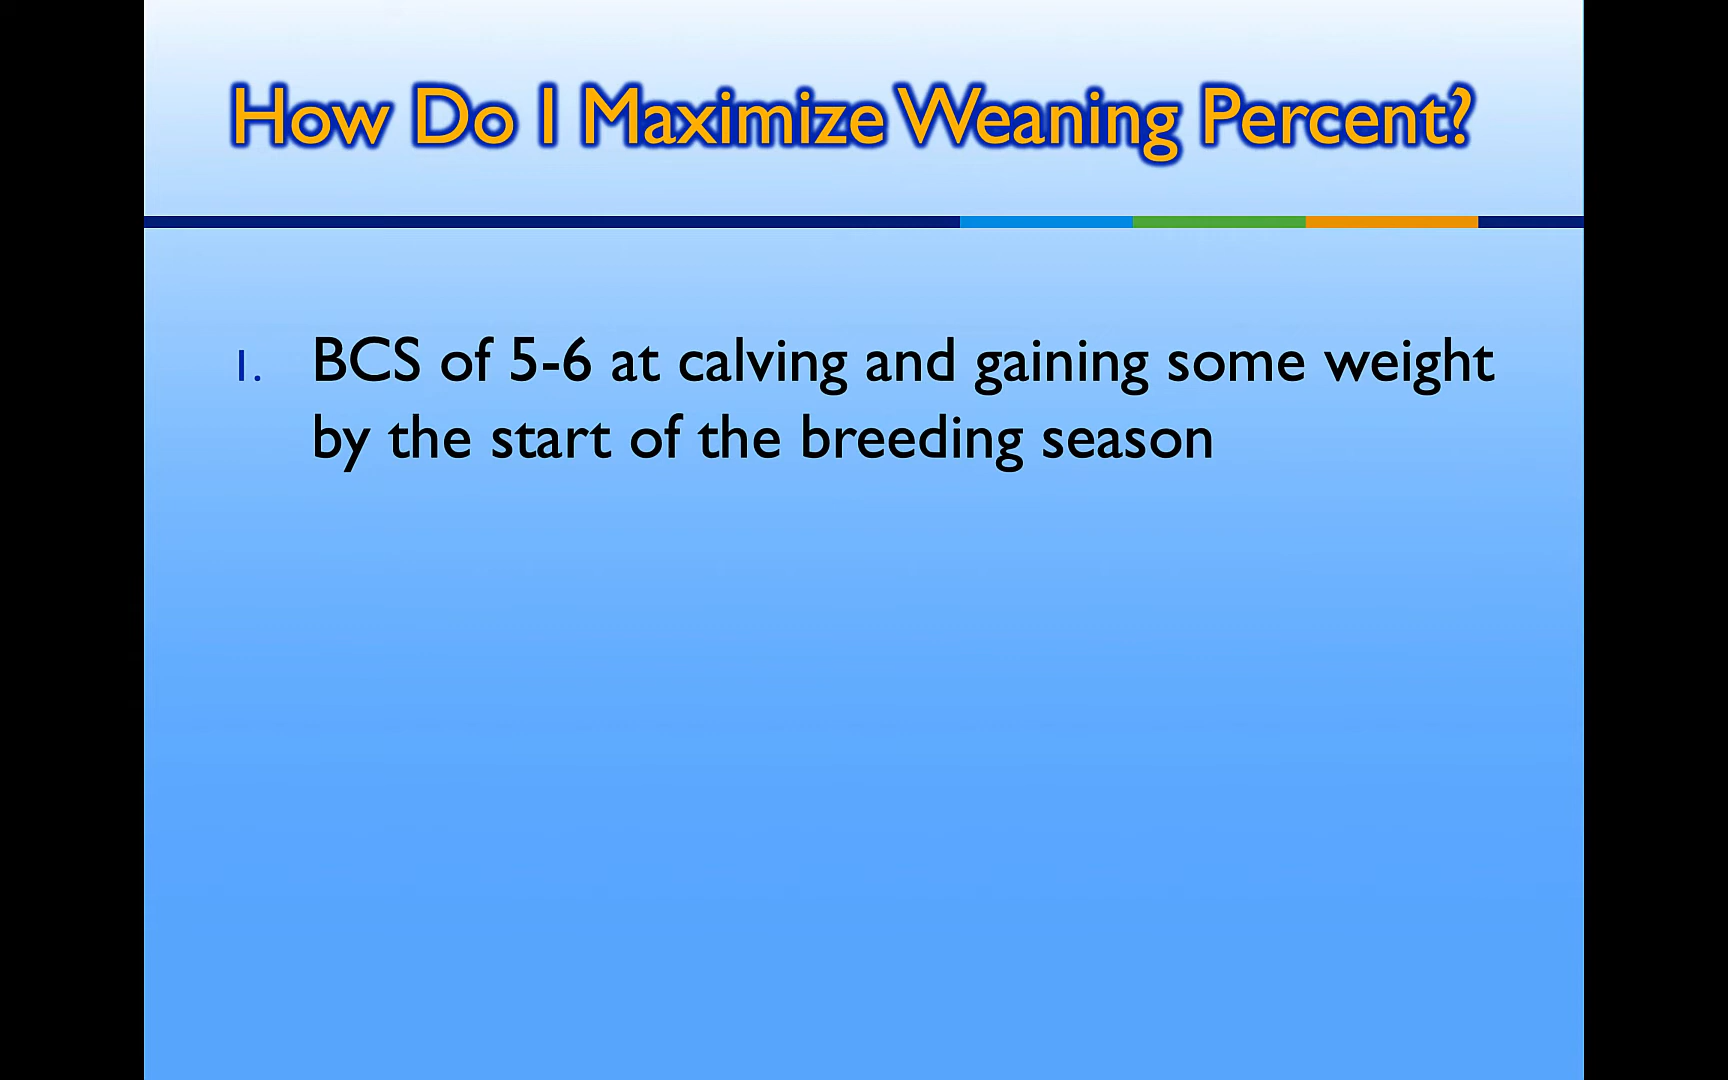 How Do I Maximize Weaning Percent?
1. BCS of 5-6 at calving and gaining some weight
by the start of the breeding season